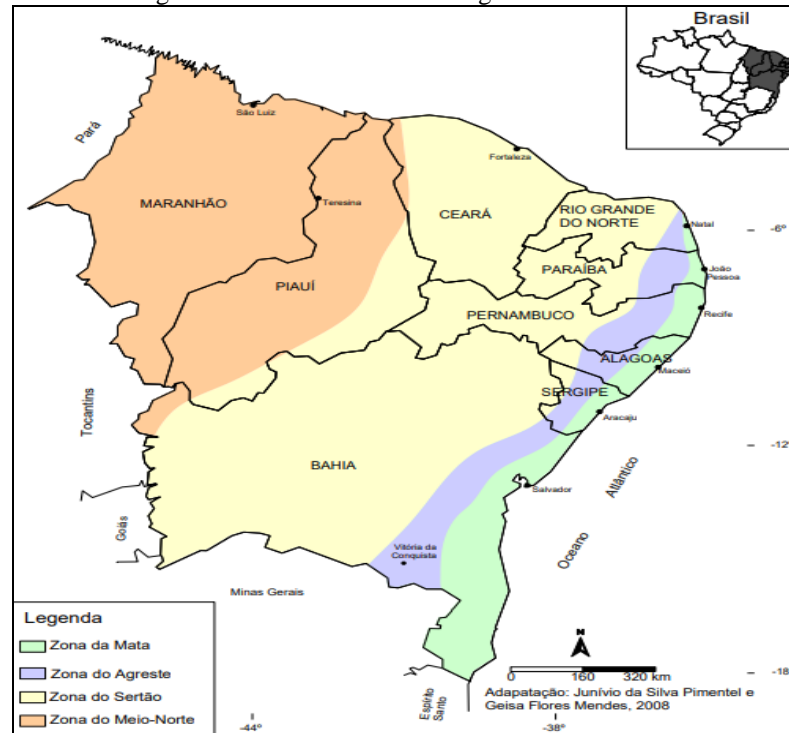 Brasil
São Luiz
Pará
Fortaleza
MARANHÃO
Teresina
CEARÁ
RIO GRANDE
DO NORTE
Natal
-6º
PARAÍBA
João
Pessoa
PIAUÍ
PERNAMBUCO
Recife
ALAGOAS
Maceió
SERGIPE
Aracaju
Tocantins
-12º
BAHIA
Salvador
Oceano Atlântico
Goiás
Vitória da
Conquista
Minas Gerais
Legenda
Zona da Mata
Zona do Agreste
Zona do Sertão
Zona do Meio-Norte
N
0 160 320 km
-18º
Adapatação: Junívio da Silva Pimentel e
Geisa Flores Mendes, 2008
Espírito
Santo
-44º
-38º